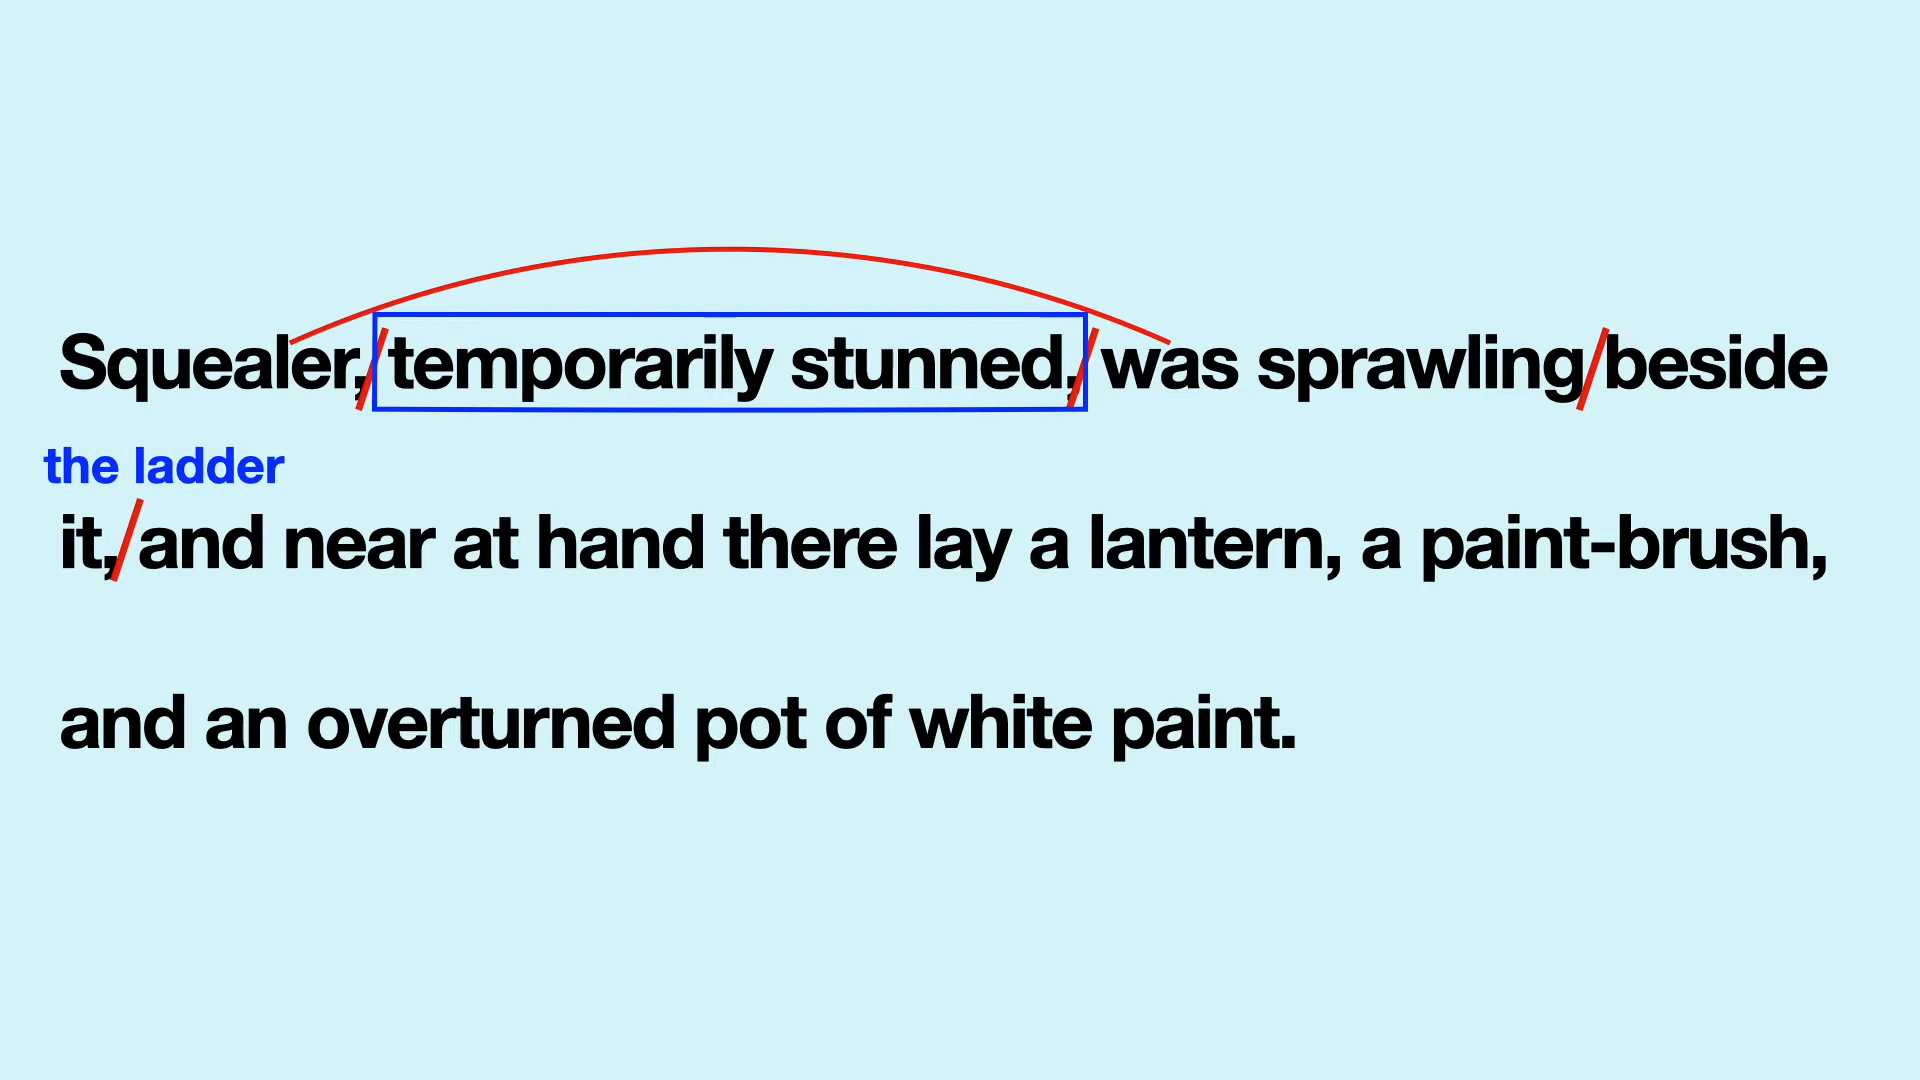 Squealer, temporarily stunned, was sprawling beside
the ladder
it, and near at hand there lay a lantern, a paint-brush,
and an overturned pot of white paint.